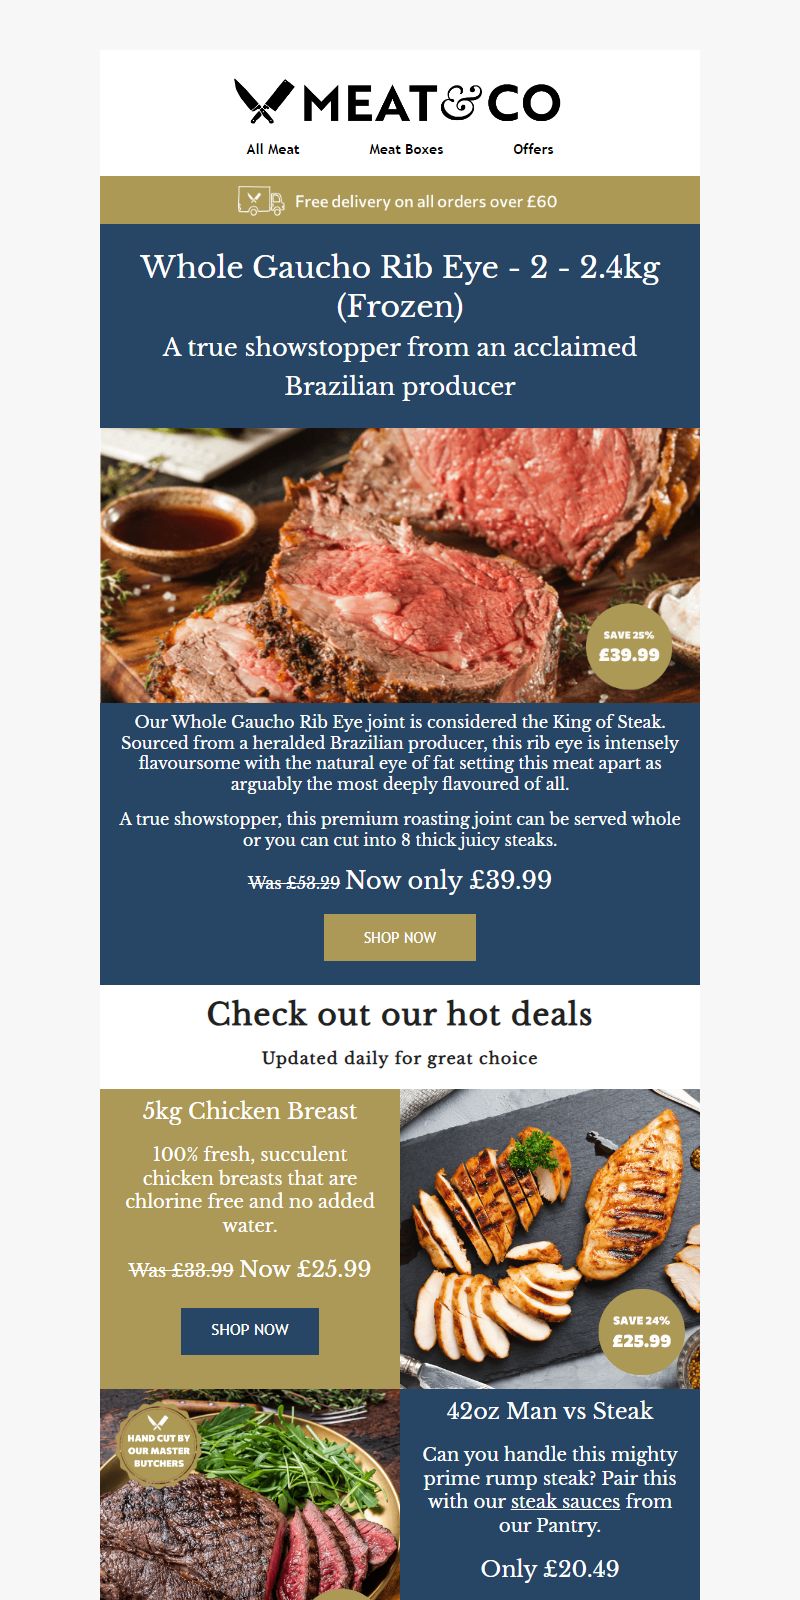 MEAT&CO
All Meat Meat Boxes Offers
Free delivery on all orders over £60
Whole Gaucho Rib Eye - 2 - 2.4kg
(Frozen)
A true showstopper from an acclaimed
Brazilian producer
SAVE 25%
£39.99
Our Whole Gaucho Rib Eye joint is considered the King of Steak.
Sourced from a heralded Brazilian producer, this rib eye is intensely
flavoursome with the natural eye of fat setting this meat apart as
arguably the most deeply flavoured of all.
A true showstopper, this premium roasting joint can be served whole
or you can cut into 8 thick juicy steaks.
Was £53.29 Now only £39.99
SHOP NOW
Check out our hot deals
Updated daily for great choice
5kg Chicken Breast
100% fresh, succulent
chicken breasts that are
chlorine free and no added
water.
Was £33.99 Now £25.99
SHOP NOW
SAVE 24%
£25.99
HAND CUT BY
OUR MASTER
BUTCHERS
42oz Man vs Steak
Can you handle this mighty
prime rump steak? Pair this
with our steak sauces from
our Pantry.
Only £20.49